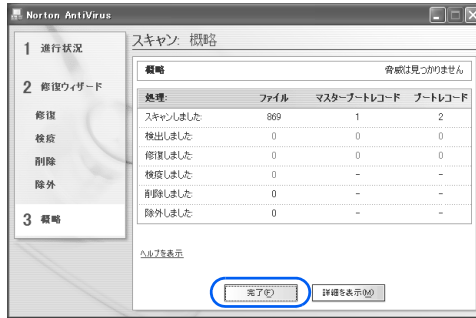 Norton AntiVirus
1 進行状況
2 修復ウィザード
修復
検疫
削除
除外
3 概略
スキャン: 概略
概略 脅威は見つかりません
処理: ファイル マスターブートレコード ブートレコード
スキャンしました: 869 1 2
検出しました: 0 0 0
修復しました: 0 0 0
検疫しました: 0 - -
削除しました: 0 - -
除外しました: 0 - -
ヘルプを表示
完了(F) 詳細を表示(M)